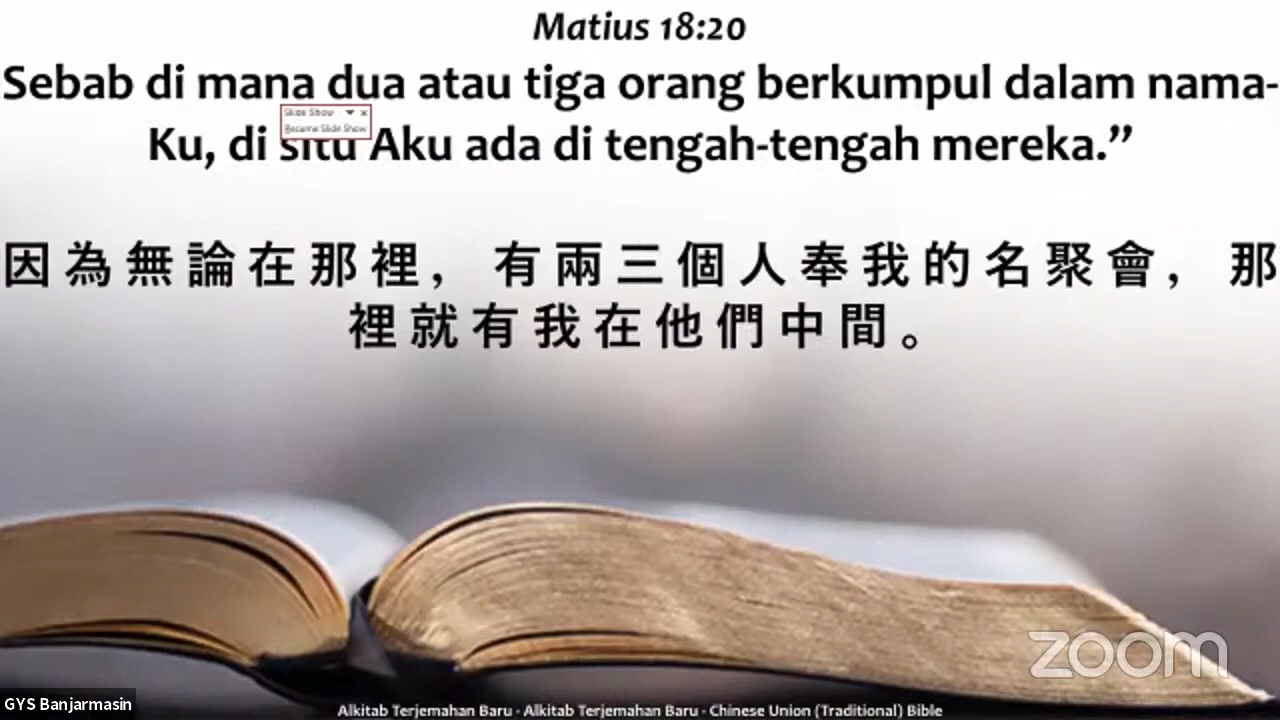 Matius 18:20
Sebab di mana dua atau tiga orang berkumpul dalam nama-
Slide Show
Resume Slide Show
Ku, di situ Aku ada di tengah-tengah mereka.”
因為無論在那裡，有兩三個人奉我的名聚會，那
裡就有我在他們中間。
zoom
GYS Banjarmasin
Alkitab Terjemahan Baru - Alkitab Terjemahan Baru - Chinese Union (Traditional) Bible